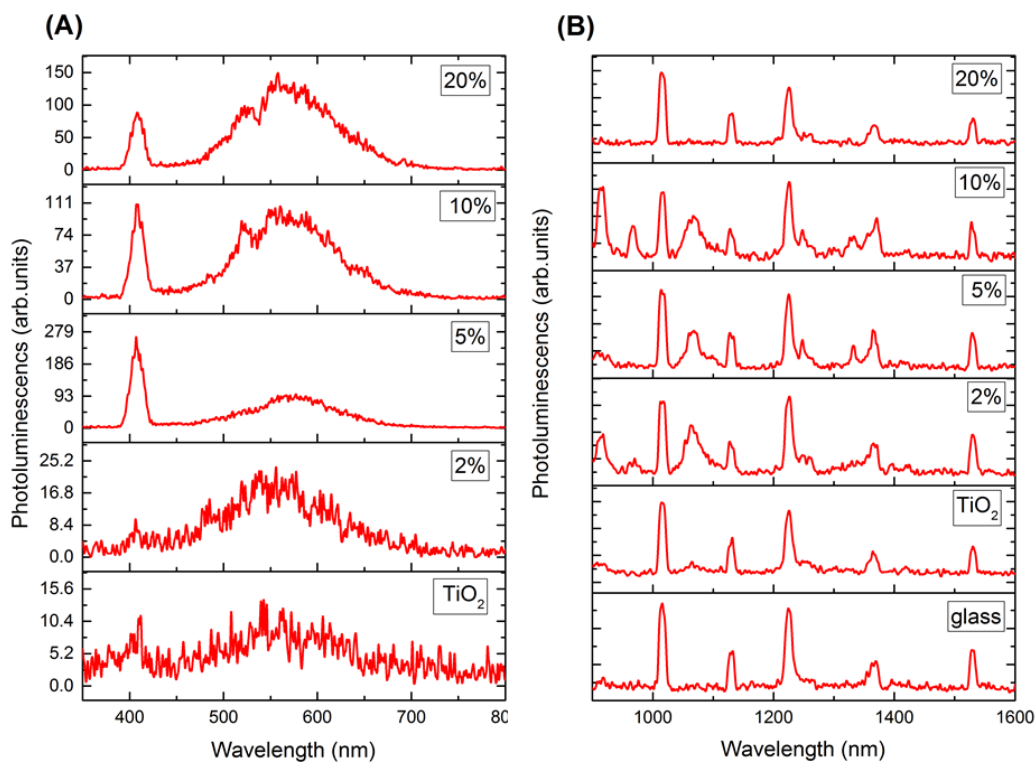 (A)
Photoluminescencs (arb.units)
20%
150
100
50
0
10%
111
74
37
0
5%
279
186
93
0
2%
25.2
16.8
8.4
0.0
TiO2
15.6
10.4
5.2
0.0
400 500 600 700 80
Wavelength (nm)
(B)
Photoluminescencs (arb.units)
20%
10%
5%
2%
TiO2
glass
1000 1200 1400 1600
Wavelength (nm)